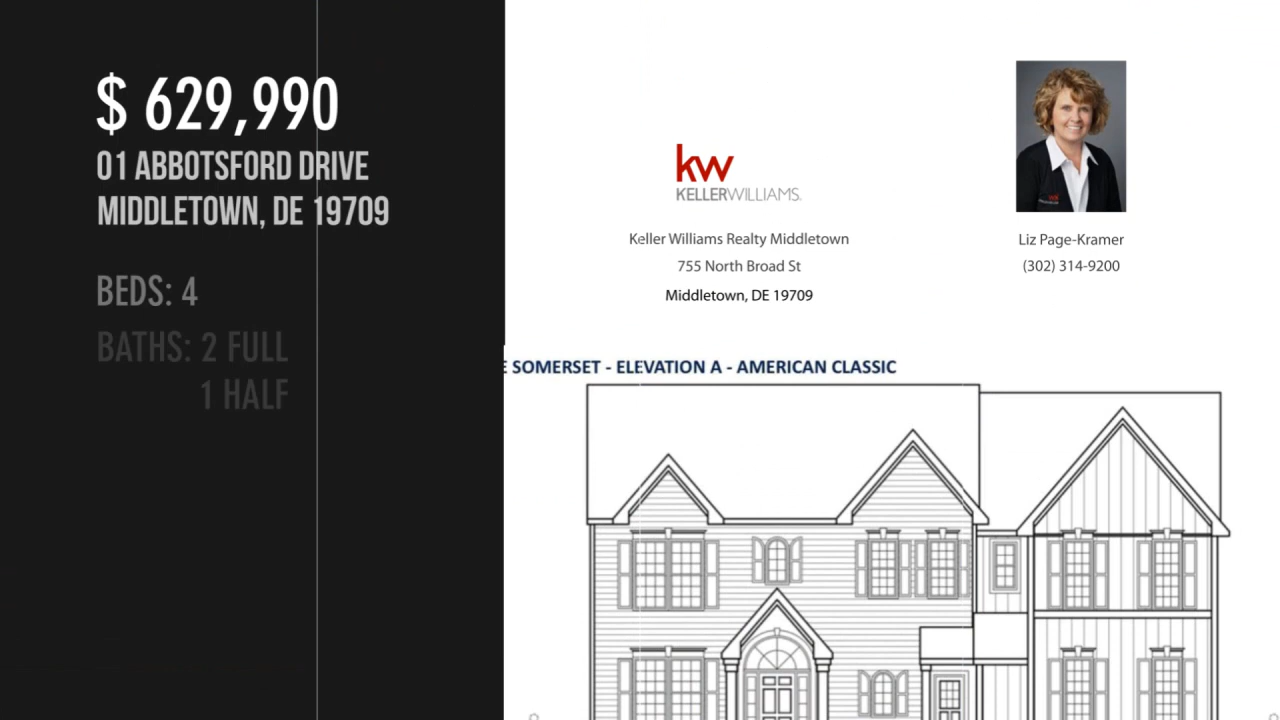 $ 629,990
01 ABBOTSFORD DRIVE
MIDDLETOWN, DE 19709
BEDS: 4
BATHS: 2 FULL
1 HALF
kw
KELLERWILLIAMS.
Keller Williams Realty Middletown
755 North Broad St
Middletown, DE 19709
Liz Page-Kramer
(302) 314-9200
E SOMERSET - ELEVATION A - AMERICAN CLASSIC